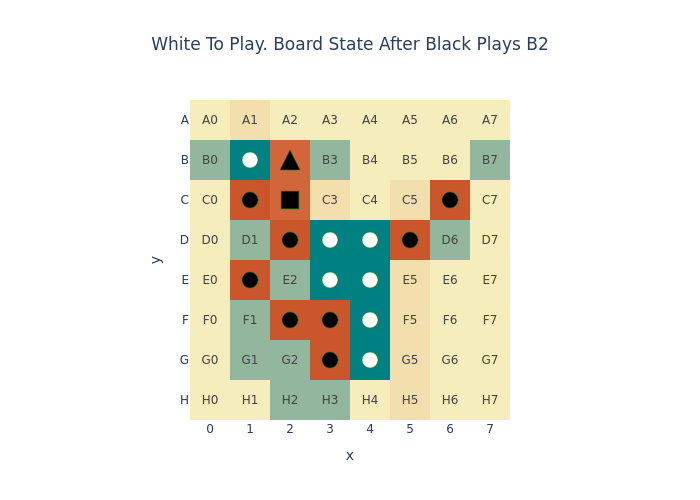 White To Play. Board State After Black Plays B2
A A0 A1 A2 A3 A4 A5 A6 A7
B B0 B3 B4 B5 B6 B7
C C0 C3 C4 C5 C7
D D0 D1 D6 D7
E E0 E2 E5 E6 E7
F F0 F1 F5 F6 F7
G G0 G1 G2 G5 G6 G7
H H0 H1 H2 H3 H4 H5 H6 H7
0 1 2 3 4 5 6 7
x
y